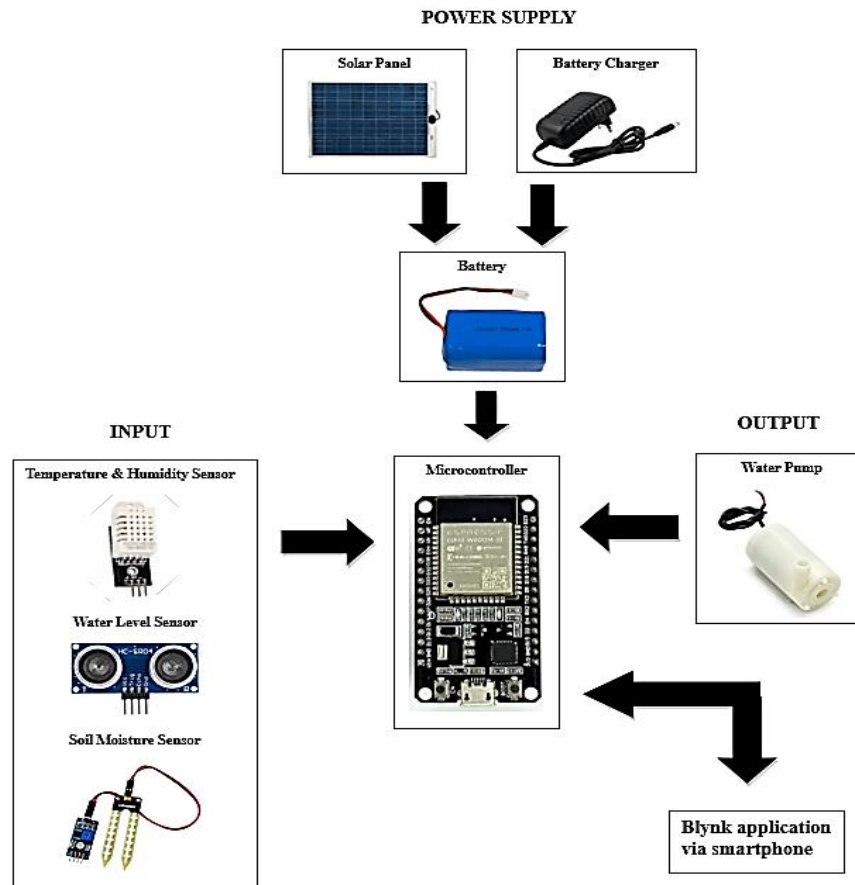 POWER SUPPLY
Solar Panel
Battery Charger
Battery
INPUT
OUTPUT
Temperature & Humidity Sensor
Microcontroller
Water Pump
Water Level Sensor
HC-SR04
Soil Moisture Sensor
Blynk application
via smartphone